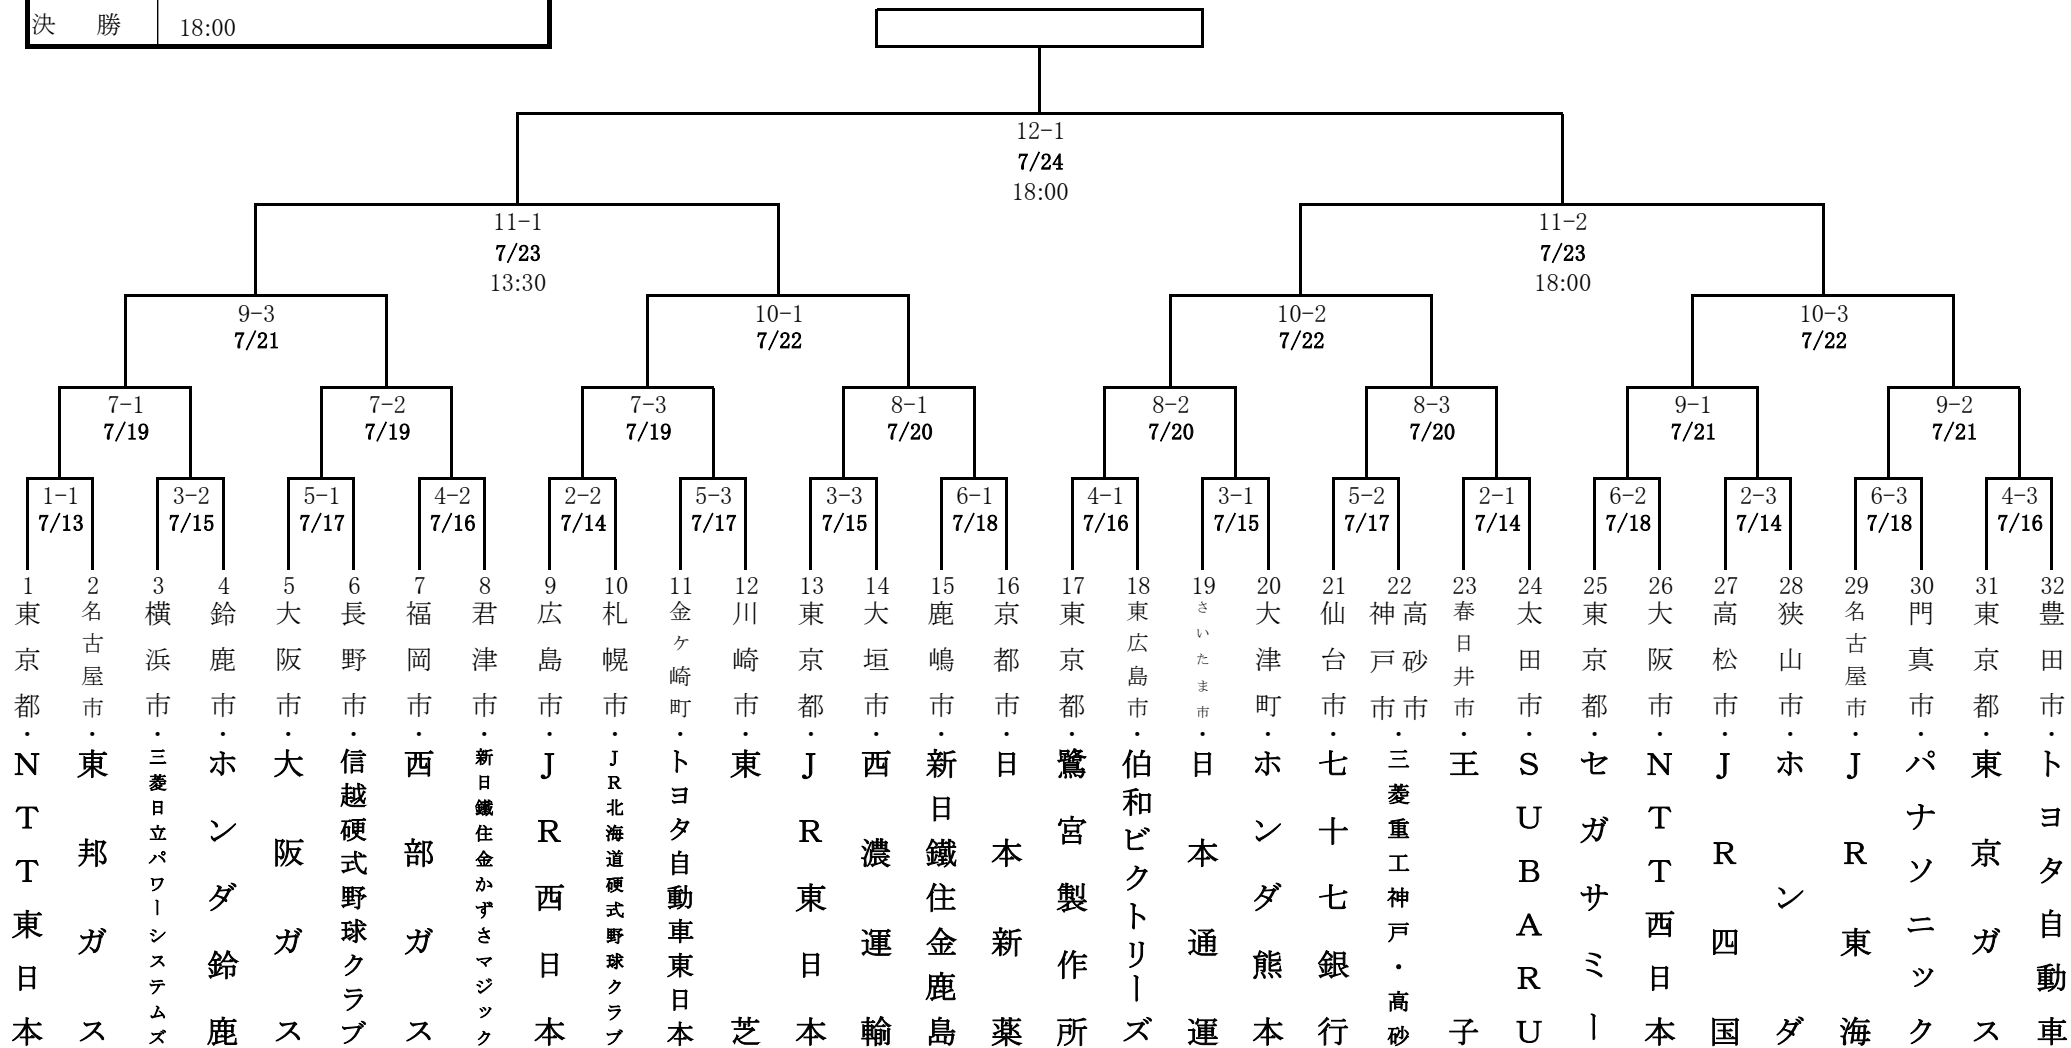 決 勝 18:00
12-1
7/24
18:00
11-1
7/23
13:30
11-2
7/23
18:00
9-3
7/21
10-1
7/22
10-2
7/22
10-3
7/22
7-1
7/19
7-2
7/19
7-3
7/19
8-1
7/20
8-2
7/20
8-3
7/20
9-1
7/21
9-2
7/21
1-1
7/13
3-2
7/15
5-1
7/17
4-2
7/16
2-2
7/14
5-3
7/17
3-3
7/15
6-1
7/18
4-1
7/16
3-1
7/15
5-2
7/17
2-1
7/14
6-2
7/18
2-3
7/14
6-3
7/18
4-3
7/16
1 東京都・NTT東日本
2 名古屋市・東邦ガス
3 横浜市・三菱日立パワーシステムズ
4 鈴鹿市・ホンダ鈴鹿
5 大阪市・大阪ガス
6 長野市・信越硬式野球クラブ
7 福岡市・西部ガス
8 君津市・新日鐵住金かずさマジック
9 広島市・JR西日本
10 札幌市・JR北海道硬式野球クラブ
11 金ケ崎町・トヨタ自動車東日本
12 川崎市・東芝
13 東京都・JR東日本
14 大垣市・西濃運輸
15 鹿嶋市・新日鐵住金鹿島
16 京都市・日本新薬
17 東京都・鷺宮製作所
18 東広島市・伯和ビクトリーズ
19 さいたま市・日本通運
20 大津町・ホンダ熊本
21 仙台市・七十七銀行
22 神戸市 高砂市・三菱重工神戸・高砂
23 春日井市・王子
24 太田市・SUBARU
25 東京都・セガサミー
26 大阪市・NTT西日本
27 高松市・JR四国
28 狭山市・ホンダ
29 名古屋市・JR東海
30 門真市・パナソニック
31 東京都・東京ガス
32 豊田市・トヨタ自動車